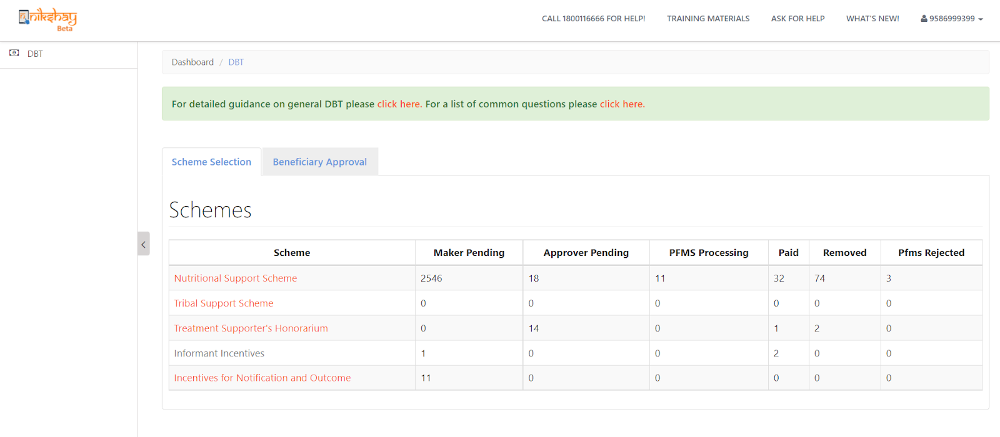 nikshay
Beta
CALL 1800116666 FOR HELP! TRAINING MATERIALS ASK FOR HELP WHAT'S NEW! 9586999399
DBT
Dashboard / DBT
For detailed guidance on general DBT please click here. For a list of common questions please click here.
Scheme Selection Beneficiary Approval
Schemes
Scheme Maker Pending Approver Pending PFMS Processing Paid Removed Pfms Rejected
Nutritional Support Scheme 2546 18 11 32 74 3
Tribal Support Scheme 0 0 0 0 0 0
Treatment Supporter's Honorarium 0 14 0 1 2 0
Informant Incentives 1 0 0 2 0 0
Incentives for Notification and Outcome 11 0 0 0 0 0